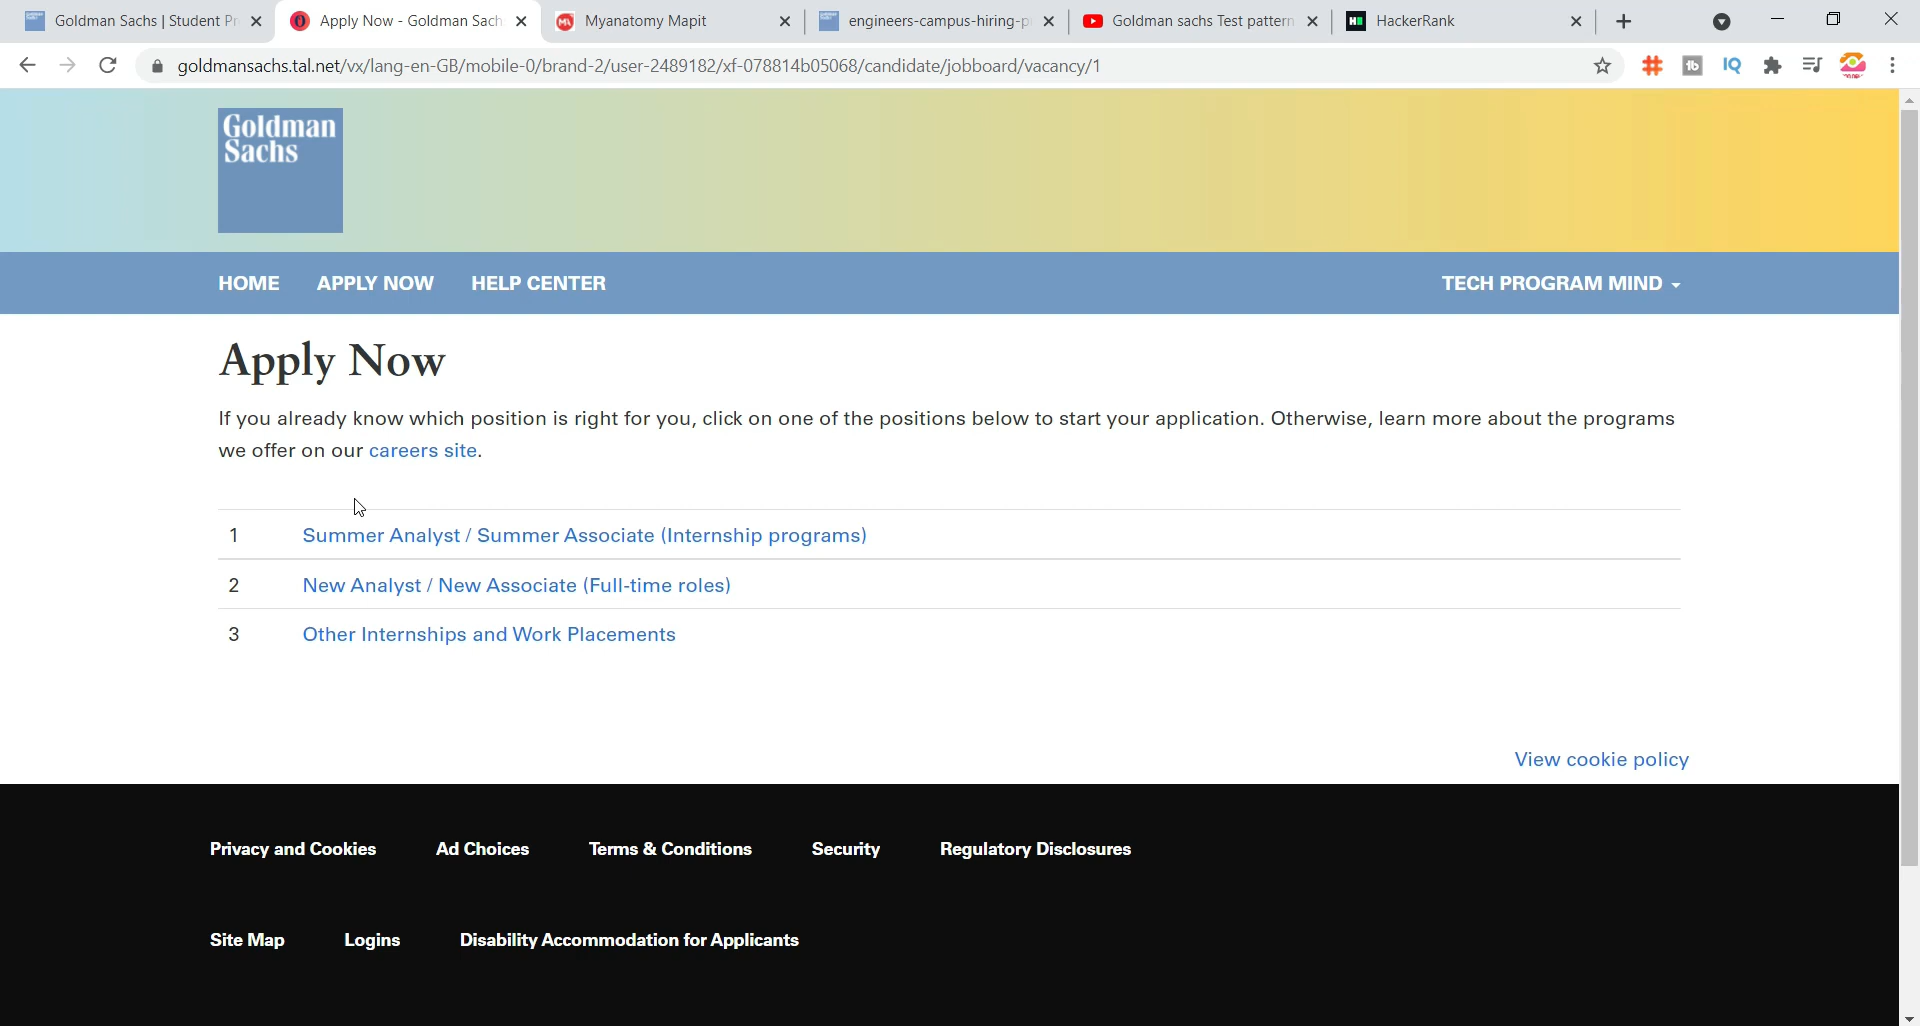 Goldman Sachs | Student Pr
Apply Now - Goldman Sach
Myanatomy Mapit
engineers-campus-hiring-p
Goldman sachs Test pattern
HackerRank
goldmansachs.tal.net/vx/lang-en-GB/mobile-0/brand-2/user-2489182/xf-078814b05068/candidate/jobboard/vacancy/1
Goldman
Sachs
HOME APPLY NOW HELP CENTER TECH PROGRAM MIND
Apply Now
If you already know which position is right for you, click on one of the positions below to start your application. Otherwise, learn more about the programs
we offer on our careers site.
1 Summer Analyst / Summer Associate (Internship programs)
2 New Analyst / New Associate (Full-time roles)
3 Other Internships and Work Placements
View cookie policy
Privacy and Cookies Ad Choices Terms & Conditions Security Regulatory Disclosures
Site Map Logins Disability Accommodation for Applicants